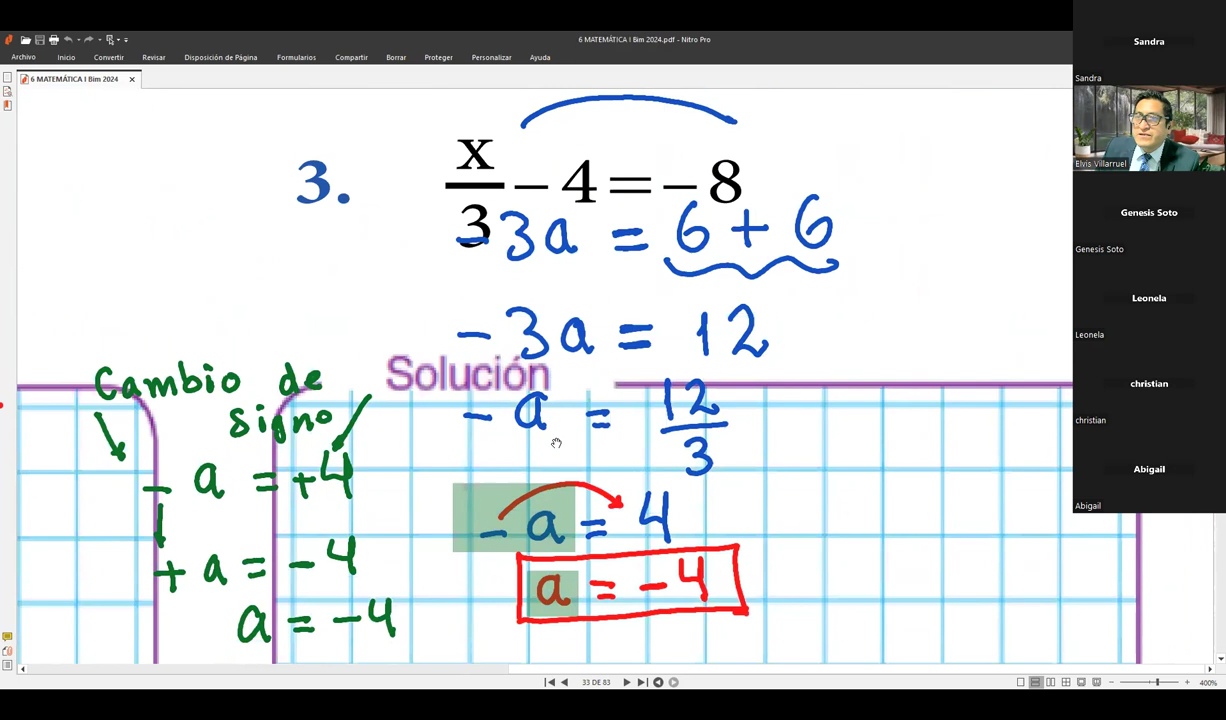 6 MATEMÁTICA I Bim 2024.pdf - Nitro Pro
Archivo Inicio Convertir Revisar Disposición de Página Formularios Compartir Borrar Proteger Personalizar Ayuda
6 MATEMÁTICA I Bim 2024 ×
3. x/3 − 4 = − 8
− 3a = 6 + 6
− 3a = 12
Solución
− a = 12/3
− a = 4
a = − 4
Cambio de
signo
− a = + 4
+ a = − 4
a = − 4
33 DE 83
400%
Sandra
Sandra
Elvis Villarruel
Genesis Soto
Genesis Soto
Leonela
Leonela
christian
christian
Abigail
Abigail